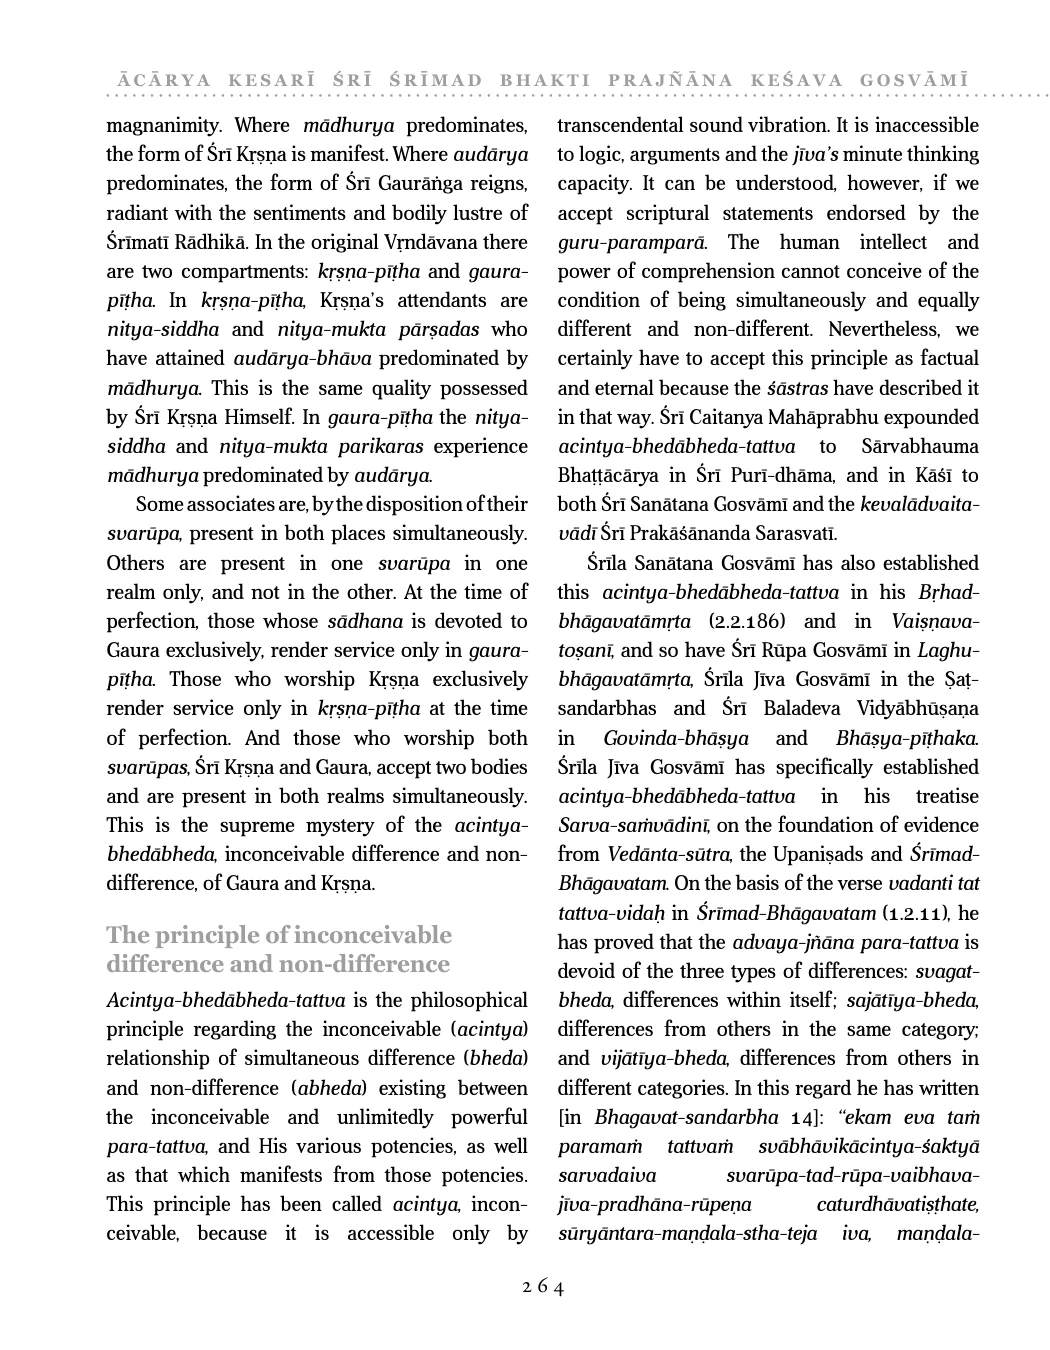 ĀCĀRYA KESARĪ ŚRĪ ŚRĪMAD BHAKTI PRAJÑĀNA KEŚAVA GOSVĀMĪ
magnanimity. Where mādhurya predominates,
the form of Śrī Kṛṣṇa is manifest. Where audārya
predominates, the form of Śrī Gaurāṅga reigns,
radiant with the sentiments and bodily lustre of
Śrīmatī Rādhikā. In the original Vṛndāvana there
are two compartments: kṛṣṇa-pīṭha and gaura-
pīṭha. In kṛṣṇa-pīṭha, Kṛṣṇa’s attendants are
nitya-siddha and nitya-mukta pārṣadas who
have attained audārya-bhāva predominated by
mādhurya. This is the same quality possessed
by Śrī Kṛṣṇa Himself. In gaura-pīṭha the nitya-
siddha and nitya-mukta parikaras experience
mādhurya predominated by audārya.
Some associates are, by the disposition of their
svarūpa, present in both places simultaneously.
Others are present in one svarūpa in one
realm only, and not in the other. At the time of
perfection, those whose sādhana is devoted to
Gaura exclusively, render service only in gaura-
pīṭha. Those who worship Kṛṣṇa exclusively
render service only in kṛṣṇa-pīṭha at the time
of perfection. And those who worship both
svarūpas, Śrī Kṛṣṇa and Gaura, accept two bodies
and are present in both realms simultaneously.
This is the supreme mystery of the acintya-
bhedābheda, inconceivable difference and non-
difference, of Gaura and Kṛṣṇa.
The principle of inconceivable
difference and non-difference
Acintya-bhedābheda-tattva is the philosophical
principle regarding the inconceivable (acintya)
relationship of simultaneous difference (bheda)
and non-difference (abheda) existing between
the inconceivable and unlimitedly powerful
para-tattva, and His various potencies, as well
as that which manifests from those potencies.
This principle has been called acintya, incon-
ceivable, because it is accessible only by
transcendental sound vibration. It is inaccessible
to logic, arguments and the jīva’s minute thinking
capacity. It can be understood, however, if we
accept scriptural statements endorsed by the
guru-paramparā. The human intellect and
power of comprehension cannot conceive of the
condition of being simultaneously and equally
different and non-different. Nevertheless, we
certainly have to accept this principle as factual
and eternal because the śāstras have described it
in that way. Śrī Caitanya Mahāprabhu expounded
acintya-bhedābheda-tattva to Sārvabhauma
Bhaṭṭācārya in Śrī Purī-dhāma, and in Kāśī to
both Śrī Sanātana Gosvāmī and the kevalādvaita-
vādī Śrī Prakāśānanda Sarasvatī.
Śrīla Sanātana Gosvāmī has also established
this acintya-bhedābheda-tattva in his Bṛhad-
bhāgavatāmṛta (2.2.186) and in Vaiṣṇava-
toṣanī, and so have Śrī Rūpa Gosvāmī in Laghu-
bhāgavatāmṛta, Śrīla Jīva Gosvāmī in the Ṣaṭ-
sandarbhas and Śrī Baladeva Vidyābhūṣaṇa
in Govinda-bhāṣya and Bhāṣya-pīṭhaka.
Śrīla Jīva Gosvāmī has specifically established
acintya-bhedābheda-tattva in his treatise
Sarva-saṁvādinī, on the foundation of evidence
from Vedānta-sūtra, the Upaniṣads and Śrīmad-
Bhāgavatam. On the basis of the verse vadanti tat
tattva-vidaḥ in Śrīmad-Bhāgavatam (1.2.11), he
has proved that the advaya-jñāna para-tattva is
devoid of the three types of differences: svagat-
bheda, differences within itself; sajātīya-bheda,
differences from others in the same category;
and vijātīya-bheda, differences from others in
different categories. In this regard he has written
[in Bhagavat-sandarbha 14]: “ekam eva taṁ
paramaṁ tattvaṁ svābhāvikācintya-śaktyā
sarvadaiva svarūpa-tad-rūpa-vaibhava-
jīva-pradhāna-rūpeṇa caturdhāvatiṣṭhate,
sūryāntara-maṇḍala-stha-teja iva, maṇḍala-
264